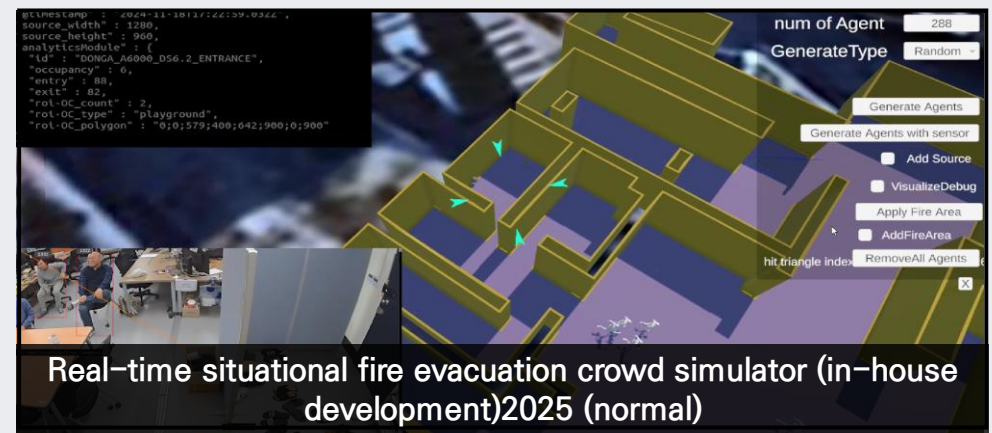 @timestamp" : "2024-11-18T17:22:59.032Z",
source_width" : 1280,
source_height" : 960,
analyticsModule" : {
"id" : "DONGA_A6000_DS6.2_ENTRANCE",
"occupancy" : 6,
"entry" : 88,
"exit" : 82,
"roi-OC_count" : 2,
"roi-OC_type" : "playground",
"roi-OC_polygon" : "0;0;579;400;642;900;0;900"
num of Agent 288
GenerateType Random
Generate Agents
Generate Agents with sensor
Add Source
VisualizeDebug
Apply Fire Area
AddFireArea
hit triangle index RemoveAll Agents
X
Real-time situational fire evacuation crowd simulator (in-house
development)2025 (normal)